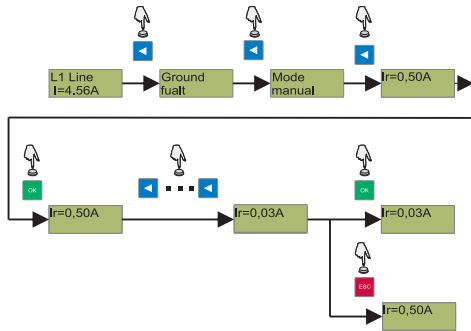 L1 Line
I=4.56A
Ground
fualt
Mode
manual
Ir=0,50A
OK
OK
Ir=0,50A
Ir=0,03A
Ir=0,03A
ESC
Ir=0,50A